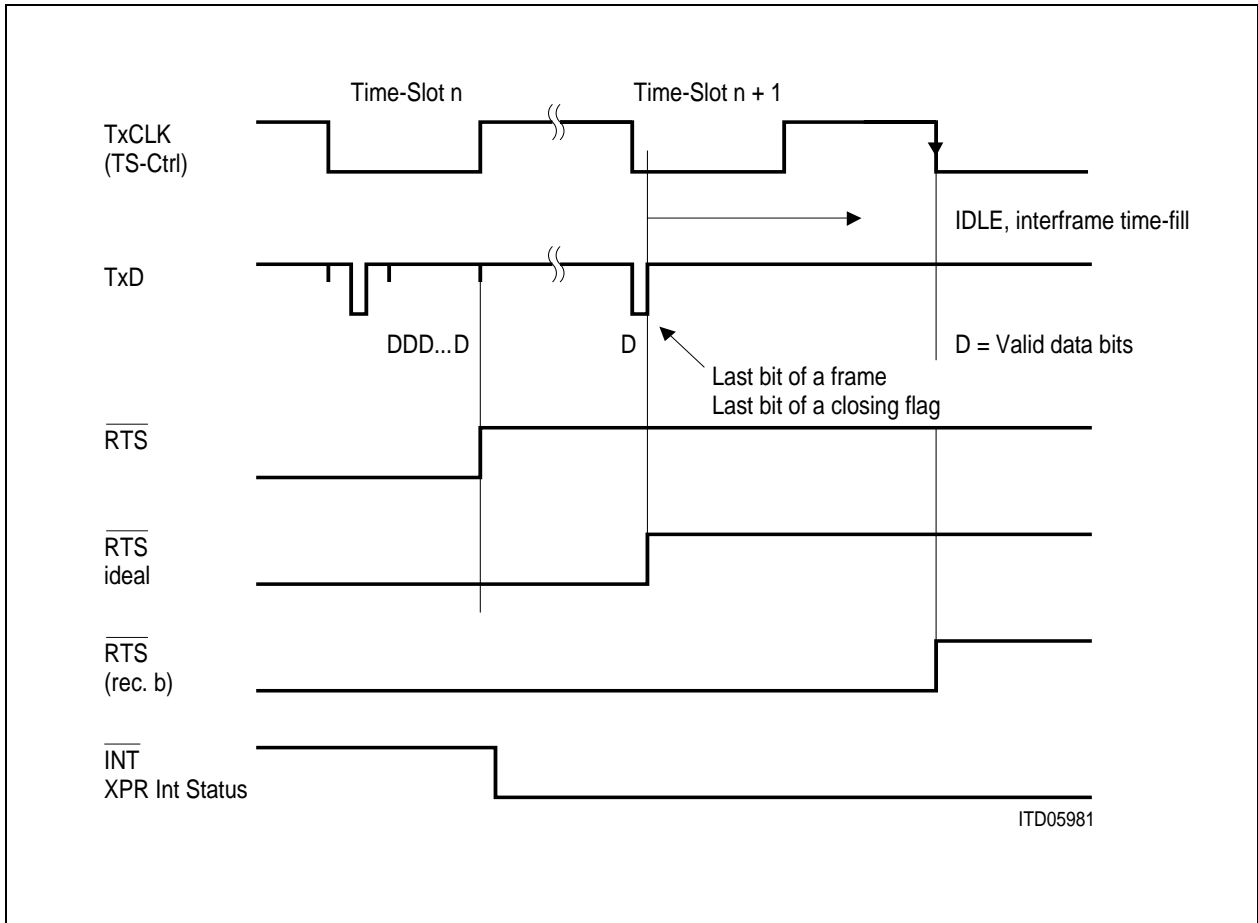 Time-Slot n
Time-Slot n + 1
TxCLK
(TS-Ctrl)
IDLE, interframe time-fill
TxD
DDD...D
D
D = Valid data bits
Last bit of a frame
Last bit of a closing flag
RTS
RTS
ideal
RTS
(rec. b)
INT
XPR Int Status
ITD05981